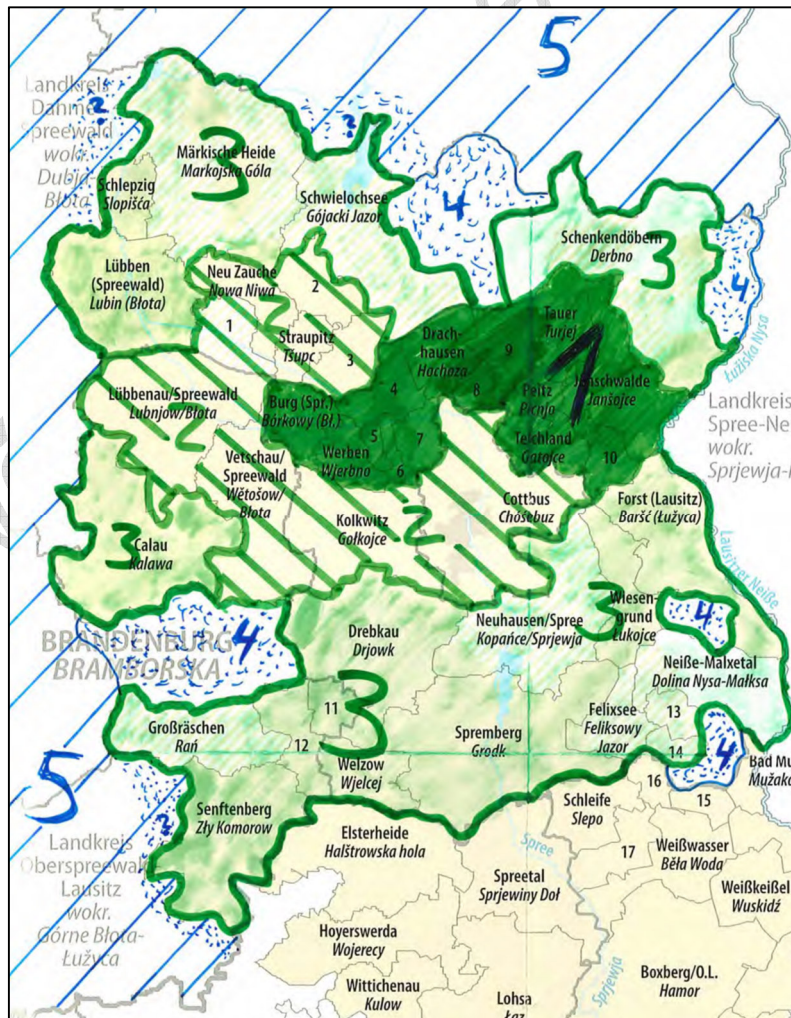 5
Landkreis
Dahme-
Spreewald
wokr.
Dubja-
Błota
?
?
3
Märkische Heide
Markojska Góla
Schlepzig
Slopišća
Schwielochsee
Gójacki Jazor
4
Schenkendöbern
Derbno
3
4
Lübben
(Spreewald)
Lubin (Błota)
Neu Zauche
Nowa Niwa
2
2
1
Straupitz
Tšupc
3
Drach-
hausen
Hochoza
9
Tauer
Turjej
1
Łužiska Nysa
Lübbenau/Spreewald
Lubnjow/Błota
2
Burg (Spr.)
Bórkowy (Bł.)
4
8
Peitz
Picnjo
Jänschwalde
Janšojce
5
7
Werben
Wjerbno
6
Teichland
Gatojce
10
Landkreis
Spree-Ne
wokr.
Sprjewja-
Vetschau/
Spreewald
Wětošow/
Błota
Kolkwitz
Gołkojce
2
Cottbus
Chóśebuz
Forst (Lausitz)
Baršć (Łužyca)
3
Calau
Kalawa
Lausitzer Neiße
BRANDENBURG
BRAMBORSKA
4
Drebkau
Drjowk
Neuhausen/Spree
Kopańce/Sprjewja
3
Wiesen-
grund
Łukojce
4
Neiße-Malxetal
Dolina Nysa-Małksa
Großräschen
Rań
11
12
3
Welzow
Wjelcej
Spremberg
Grodk
Felixsee
Feliksowy
Jazor
13
14
4
5
Bad Mu
Mužak
Senftenberg
Zły Komorow
?
Elsterheide
Halštrowska hola
Spree
Schleife
Slepo
16
15
17
Weißwasser
Běła Woda
Landkreis
Oberspreewald-
Lausitz
wokr.
Górne Błota-
Łužyca
Spreetal
Sprjewiny Doł
Weißkeißel
Wuskidź
Hoyerswerda
Wojerecy
Sprjewja
Boxberg/O.L.
Hamor
Wittichenau
Kulow
Lohsa
Łaz